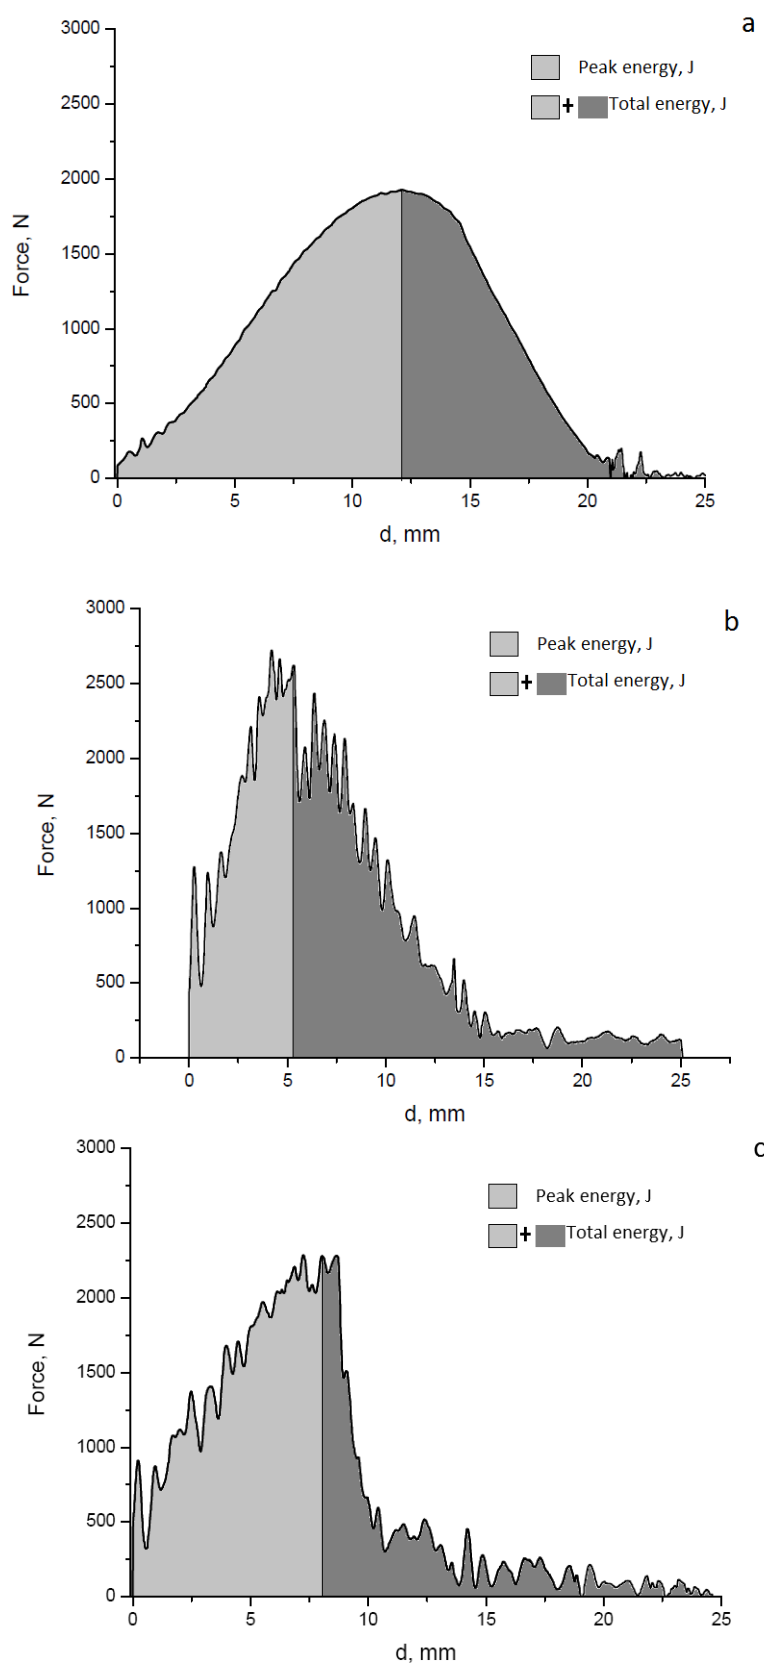 a
3000
Peak energy, J
+ Total energy, J
2500
2000
1500
1000
500
0
Force, N
0 5 10 15 20 25
d, mm
b
3000
Peak energy, J
+ Total energy, J
2500
2000
1500
1000
500
0
Force, N
0 5 10 15 20 25
d, mm
c
3000
Peak energy, J
+ Total energy, J
2500
2000
1500
1000
500
0
Force, N
0 5 10 15 20 25
d, mm